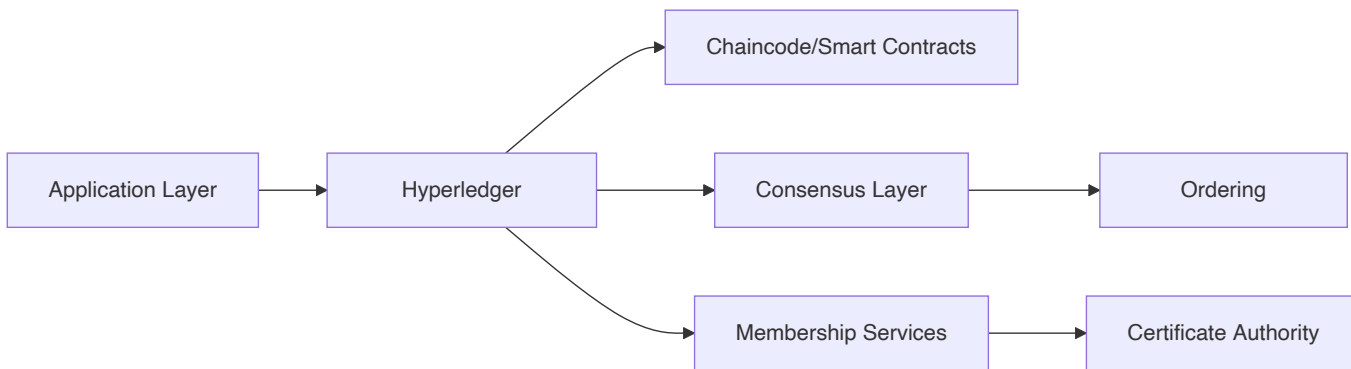 Chaincode/Smart Contracts
Application Layer
Hyperledger
Consensus Layer
Ordering
Membership Services
Certificate Authority